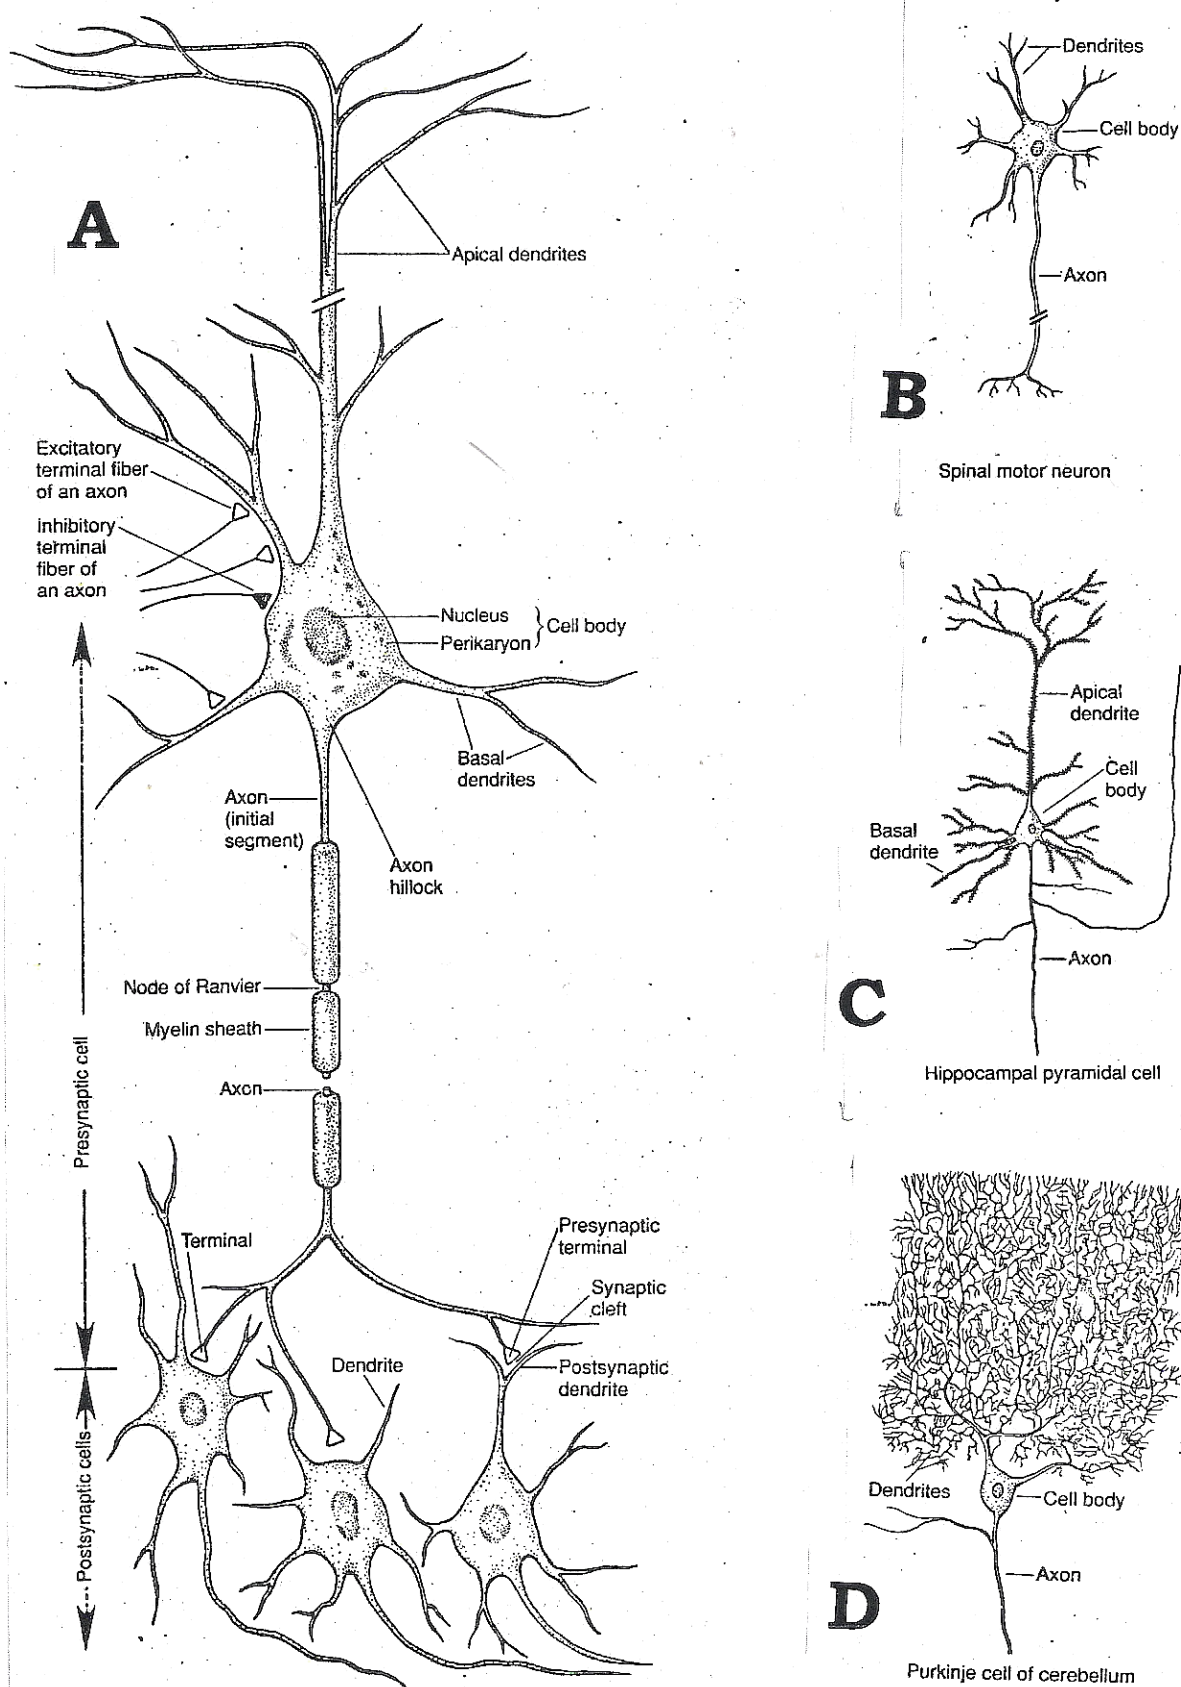 A
Apical dendrites
Excitatory
terminal fiber
of an axon
Inhibitory
terminal
fiber of
an axon
Nucleus
Perikaryon
Cell body
Basal
dendrites
Axon
(initial
segment)
Axon
hillock
Node of Ranvier
Myelin sheath
Axon
Presynaptic cell
Terminal
Presynaptic
terminal
Synaptic
cleft
Dendrite
Postsynaptic
dendrite
Postsynaptic cells
Dendrites
Cell body
Axon
B
Spinal motor neuron
Apical
dendrite
Cell
body
Basal
dendrite
Axon
C
Hippocampal pyramidal cell
Dendrites
Cell body
Axon
D
Purkinje cell of cerebellum